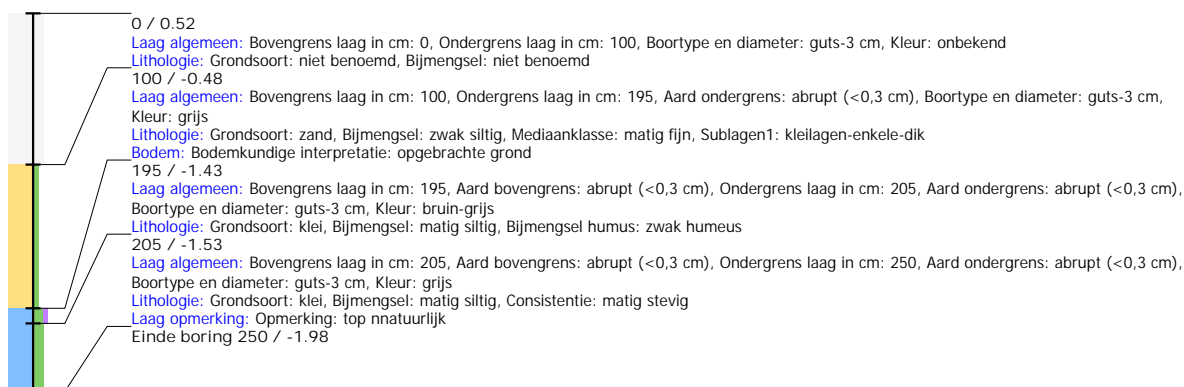 0 / 0.52
Laag algemeen: Bovengrens laag in cm: 0, Ondergrens laag in cm: 100, Boortype en diameter: guts-3 cm, Kleur: onbekend
Lithologie: Grondsoort: niet benoemd, Bijmengsel: niet benoemd
100 / -0.48
Laag algemeen: Bovengrens laag in cm: 100, Ondergrens laag in cm: 195, Aard ondergrens: abrupt (<0,3 cm), Boortype en diameter: guts-3 cm,
Kleur: grijs
Lithologie: Grondsoort: zand, Bijmengsel: zwak siltig, Mediaanklasse: matig fijn, Sublagen1: kleilagen-enkele-dik
Bodem: Bodemkundige interpretatie: opgebrachte grond
195 / -1.43
Laag algemeen: Bovengrens laag in cm: 195, Aard bovengrens: abrupt (<0,3 cm), Ondergrens laag in cm: 205, Aard ondergrens: abrupt (<0,3 cm),
Boortype en diameter: guts-3 cm, Kleur: bruin-grijs
Lithologie: Grondsoort: klei, Bijmengsel: matig siltig, Bijmengsel humus: zwak humeus
205 / -1.53
Laag algemeen: Bovengrens laag in cm: 205, Aard bovengrens: abrupt (<0,3 cm), Ondergrens laag in cm: 250, Aard ondergrens: abrupt (<0,3 cm),
Boortype en diameter: guts-3 cm, Kleur: grijs
Lithologie: Grondsoort: klei, Bijmengsel: matig siltig, Consistentie: matig stevig
Laag opmerking: Opmerking: top nnatuurlijk
Einde boring 250 / -1.98